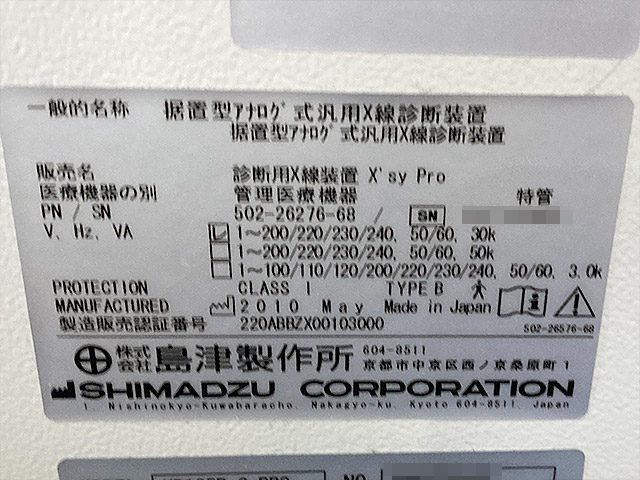 一般的名称 据置型アナログ式汎用X線診断装置
据置型アナログ式汎用X線診断装置
販売名 診断用X線装置 X'sy Pro
医療機器の別 管理医療機器 特管
PN / SN 502-26276-68 / SN
V, Hz, VA 1~200/220/230/240, 50/60, 30k
1~200/220/230/240, 50/60, 50k
1~100/110/120/200/220/230/240, 50/60, 3.0k
PROTECTION CLASS I TYPE B
MANUFACTURED 2010 May Made in Japan
製造販売認証番号 220ABBZX00103000
502-26576-68
株式会社 島津製作所 604-8511
京都市中京区西ノ京桑原町1
SHIMADZU CORPORATION
1, Nishinokyo-Kuwabaracho, Nakagyo-ku, Kyoto 604-8511, Japan
NO